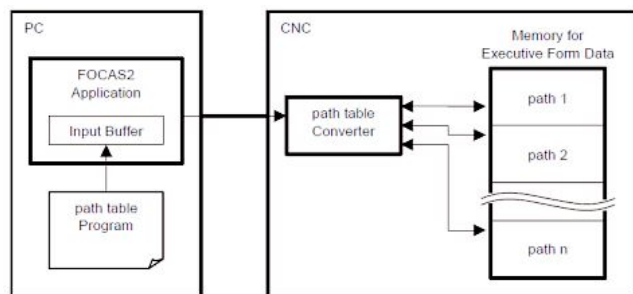 PC
FOCAS2
Application
Input Buffer
path table
Program
CNC
path table
Converter
Memory for
Executive Form Data
path 1
path 2
path n